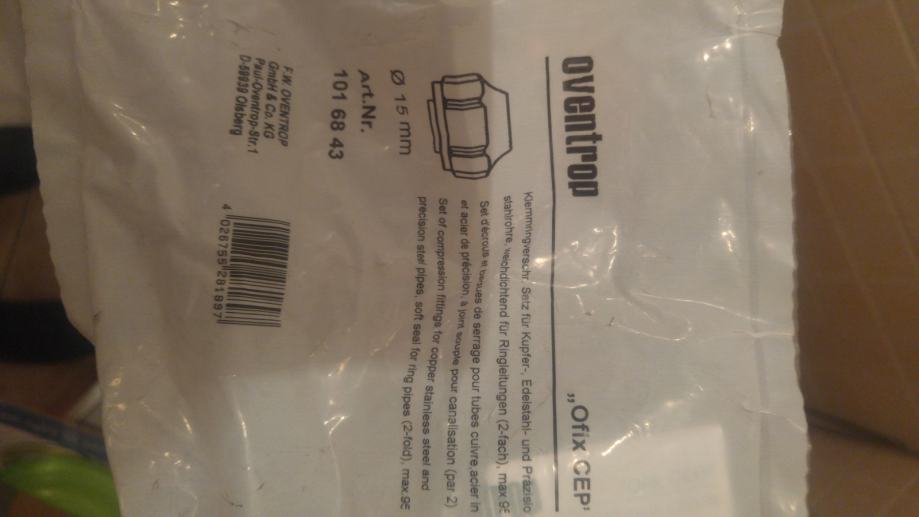 oventrop
„Ofix CEP"
Klemmringverschr. Satz für Kupfer-, Edelstahl- und Präzisio
stahlrohre, weichdichtend für Ringleitungen (2-fach), max 95
Set d'écrous et bagues de serrage pour tubes cuivre,acier in
et acier de précision, à joint souple pour canalisation (par 2)
Set of compression fittings for copper stainless steel and
precision steel pipes, soft seal for ring pipes (2-fold), max.95
Ø 15 mm
Art.Nr.
101 68 43
F.W. OVENTROP
GmbH & Co. KG
Paul-Oventrop-Str.1
D-59939 Olsberg
4 026755 281897